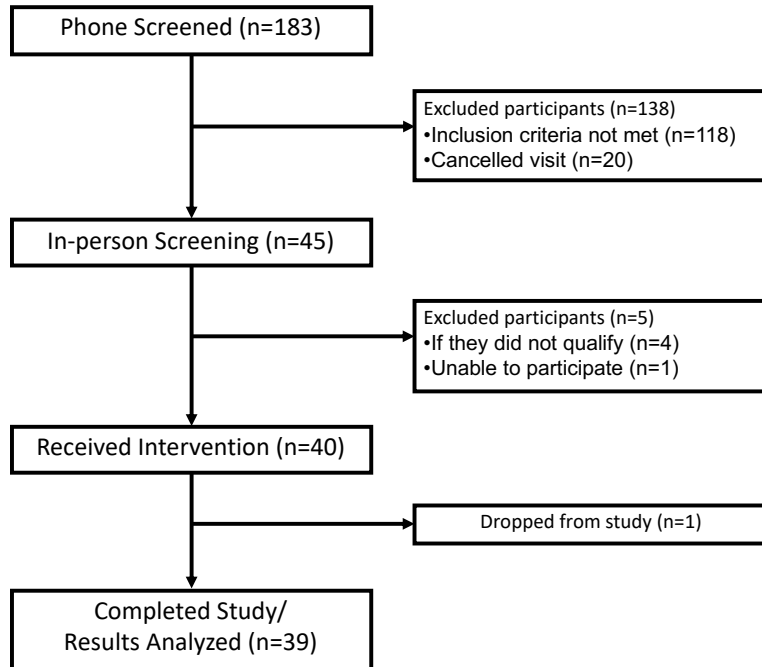 Phone Screened (n=183)
Excluded participants (n=138)
•Inclusion criteria not met (n=118)
•Cancelled visit (n=20)
In-person Screening (n=45)
Excluded participants (n=5)
•If they did not qualify (n=4)
•Unable to participate (n=1)
Received Intervention (n=40)
Dropped from study (n=1)
Completed Study/
Results Analyzed (n=39)